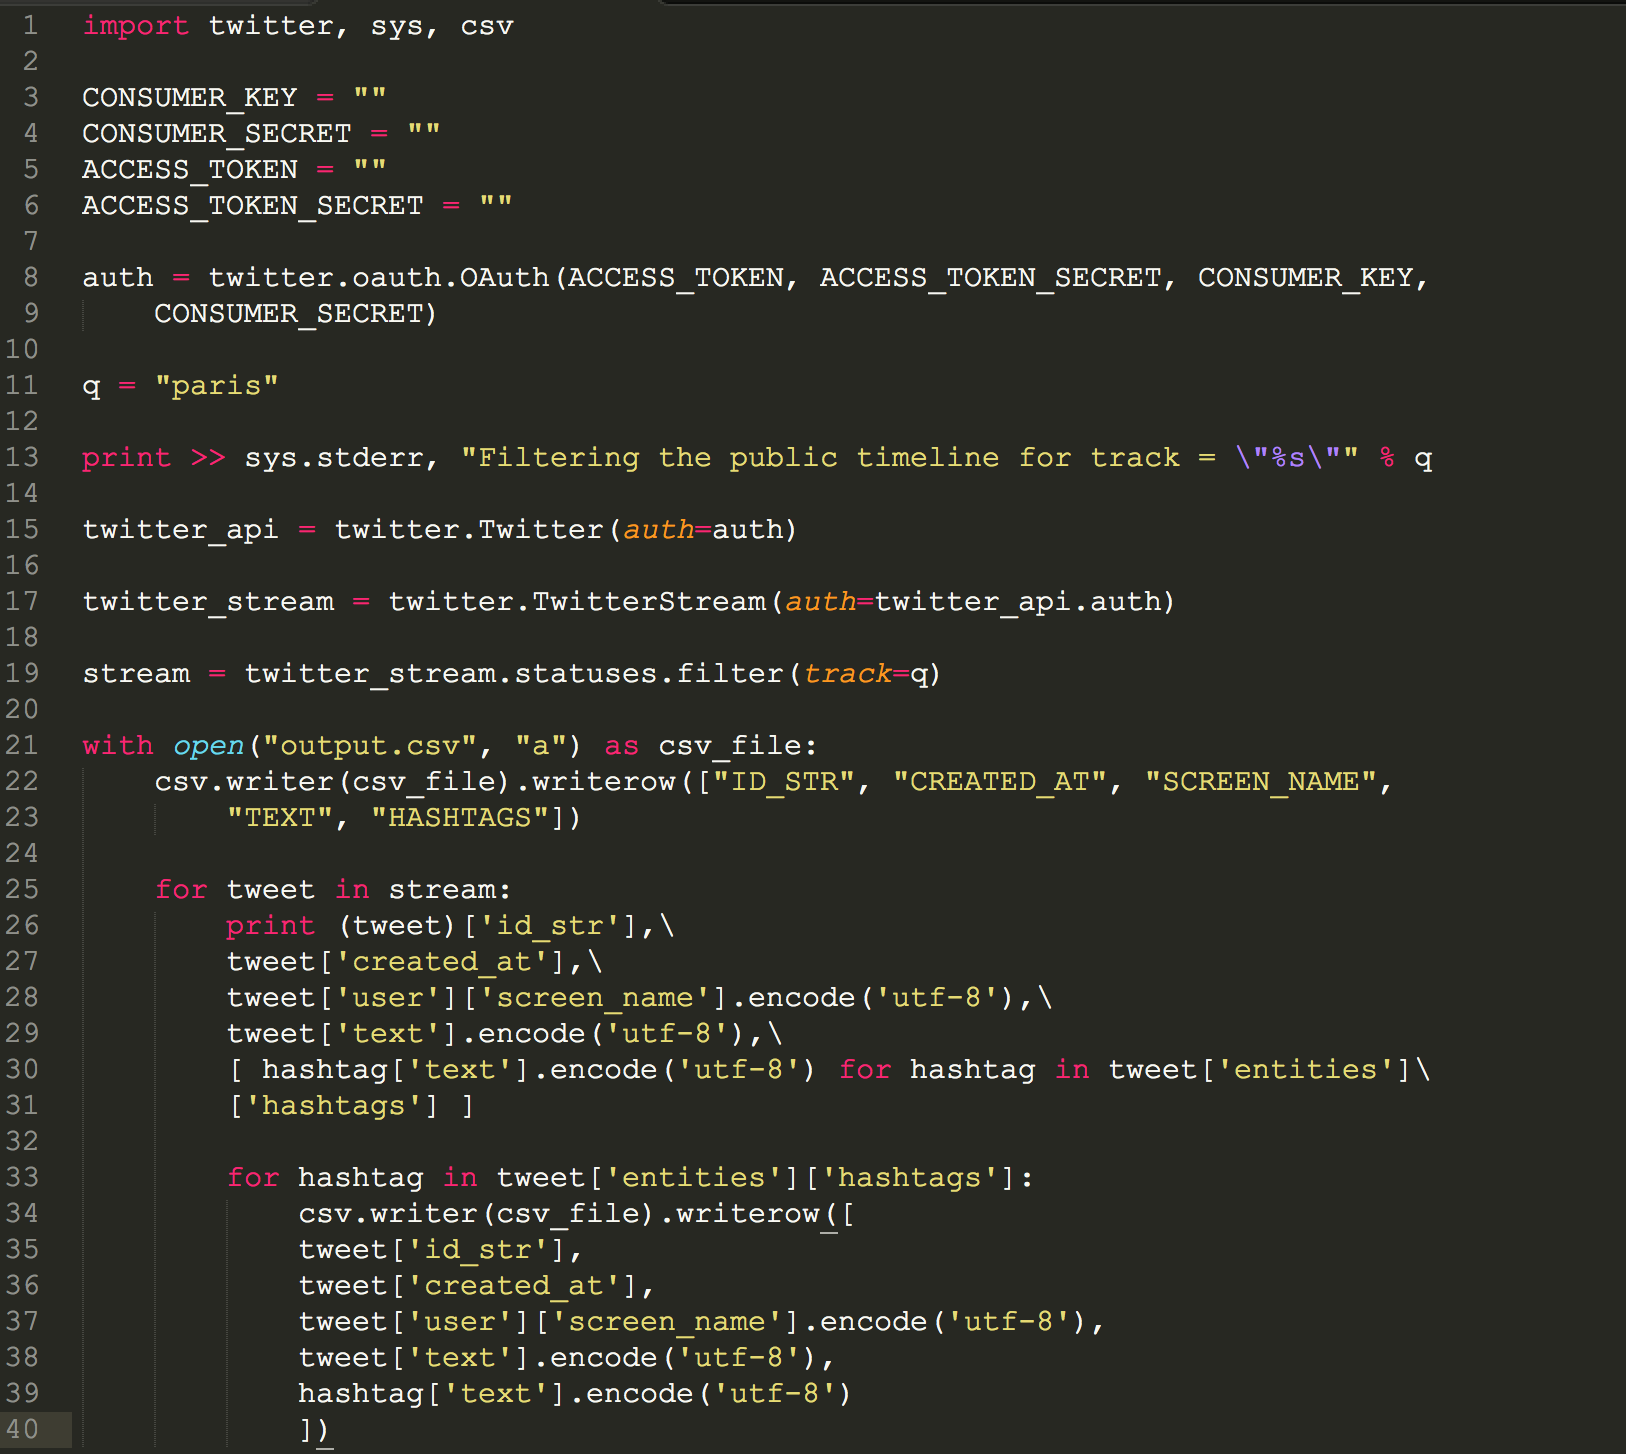 1 import twitter, sys, csv
2
3 CONSUMER_KEY = ""
4 CONSUMER_SECRET = ""
5 ACCESS_TOKEN = ""
6 ACCESS_TOKEN_SECRET = ""
7
8 auth = twitter.oauth.OAuth(ACCESS_TOKEN, ACCESS_TOKEN_SECRET, CONSUMER_KEY,
9     CONSUMER_SECRET)
10
11 q = "paris"
12
13 print >> sys.stderr, "Filtering the public timeline for track = \"%s\"" % q
14
15 twitter_api = twitter.Twitter(auth=auth)
16
17 twitter_stream = twitter.TwitterStream(auth=twitter_api.auth)
18
19 stream = twitter_stream.statuses.filter(track=q)
20
21 with open("output.csv", "a") as csv_file:
22     csv.writer(csv_file).writerow(["ID_STR", "CREATED_AT", "SCREEN_NAME",
23         "TEXT", "HASHTAGS"])
24
25     for tweet in stream:
26         print (tweet)['id_str'],\
27         tweet['created_at'],\
28         tweet['user']['screen_name'].encode('utf-8'),\
29         tweet['text'].encode('utf-8'),\
30         [ hashtag['text'].encode('utf-8') for hashtag in tweet['entities']\
31         ['hashtags'] ]
32
33         for hashtag in tweet['entities']['hashtags']:
34             csv.writer(csv_file).writerow([
35             tweet['id_str'],
36             tweet['created_at'],
37             tweet['user']['screen_name'].encode('utf-8'),
38             tweet['text'].encode('utf-8'),
39             hashtag['text'].encode('utf-8')
40             ])